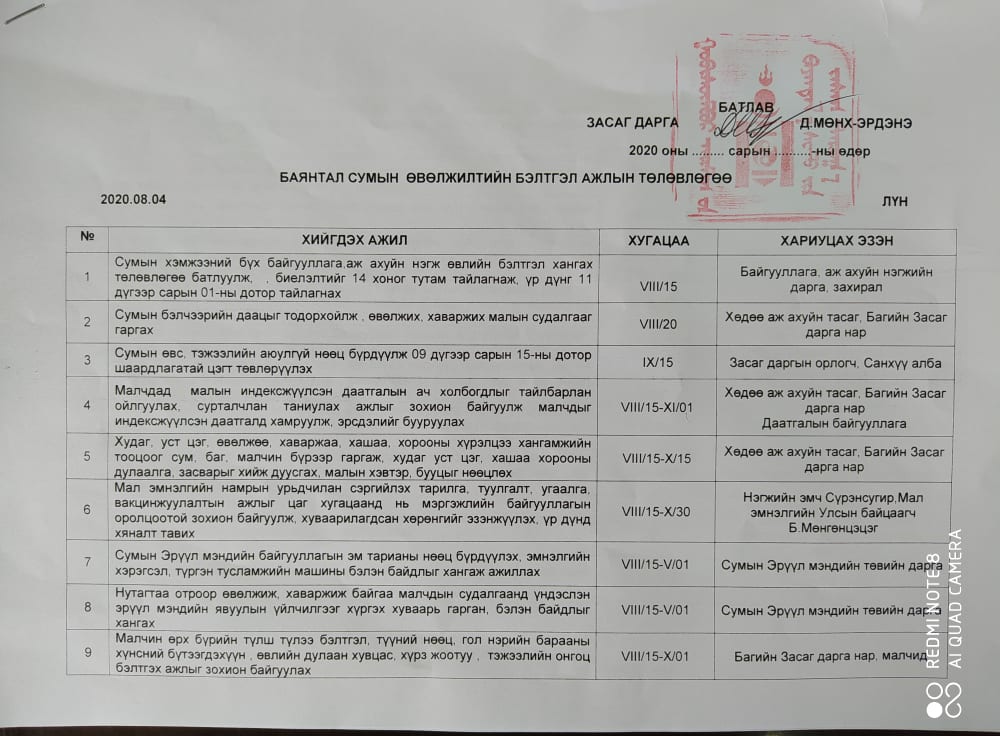 БАТЛАВ
ЗАСАГ ДАРГА Д.МӨНХ-ЭРДЭНЭ
2020 оны ......... сарын ..........-ны өдөр
БАЯНТАЛ СУМЫН ӨВӨЛЖИЛТИЙН БЭЛТГЭЛ АЖЛЫН ТӨЛӨВЛӨГӨӨ
2020.08.04 ЛҮН
№ ХИЙГДЭХ АЖИЛ ХУГАЦАА ХАРИУЦАХ ЭЗЭН
1
Сумын хэмжээний бүх байгууллага,аж ахуйн нэгж өвлийн бэлтгэл хангах
төлөвлөгөө батлуулж, , биелэлтийг 14 хоног тутам тайлагнаж, үр дүнг 11
дүгээр сарын 01-ны дотор тайлагнах
VIII/15
Байгууллага, аж ахуйн нэгжийн
дарга, захирал
2
Сумын бэлчээрийн даацыг тодорхойлж , өвөлжих, хаваржих малын судалгааг
гаргах
VIII/20
Хөдөө аж ахуйн тасаг, Багийн Засаг
дарга нар
3
Сумын өвс, тэжээлийн аюулгүй нөөц бүрдүүлж 09 дүгээр сарын 15-ны дотор
шаардлагатай цэгт төвлөрүүлэх
IX/15
Засаг даргын орлогч, Санхүү алба
4
Малчдад малын индексжүүлсэн даатгалын ач холбогдлыг тайлбарлан
ойлгуулах, сурталчлан таниулах ажлыг зохион байгуулж малчдыг
индексжүүлсэн даатгалд хамруулж, эрсдэлийг бууруулах
VIII/15-XI/01
Хөдөө аж ахуйн тасаг, Багийн Засаг
дарга нар
Даатгалын байгууллага
5
Худаг, уст цэг, өвөлжөө, хаваржаа, хашаа, хорооны хүрэлцээ хангамжийн
тооцоог сум, баг, малчин бүрээр гаргаж, худаг уст цэг, хашаа хорооны
дулаалга, засварыг хийж дуусгах, малын хэвтэр, бууцыг нөөцлөх
VIII/15-X/15
Хөдөө аж ахуйн тасаг, Багийн Засаг
дарга нар
6
Мал эмнэлгийн намрын урьдчилан сэргийлэх тарилга, туулгалт, угаалга,
вакцинжуулалтын ажлыг цаг хугацаанд нь мэргэжлийн байгууллагын
оролцоотой зохион байгуулж, хуваарилагдсан хөрөнгийг эзэнжүүлэх, үр дүнд
хяналт тавих
VIII/15-X/30
Нэгжийн эмч Сүрэнсугир,Мал
эмнэлгийн Улсын байцаагч
Б.Мөнгөнцэцэг
7
Сумын Эрүүл мэндийн байгууллагын эм тарианы нөөц бүрдүүлэх, эмнэлгийн
хэрэгсэл, түргэн тусламжийн машины бэлэн байдлыг хангаж ажиллах
VIII/15-V/01
Сумын Эрүүл мэндийн төвийн дарга
8
Нутагтаа отроор өвөлжиж, хаваржиж байгаа малчдын судалгаанд үндэслэн
эрүүл мэндийн явуулын үйлчилгээг хүргэх хуваарь гарган, бэлэн байдлыг
хангах
VIII/15-V/01
Сумын Эрүүл мэндийн төвийн дарга
9
Малчин өрх бүрийн түлш түлээ бэлтгэл, түүний нөөц, гол нэрийн барааны
хүнсний бүтээгдэхүүн , өвлийн дулаан хувцас, хүрз жоотуу , тэжээлийн онгоц
бэлтгэх ажлыг зохион байгуулах
VIII/15-X/01
Багийн Засаг дарга нар, малчид
REDMI NOTE 8
AI QUAD CAMERA